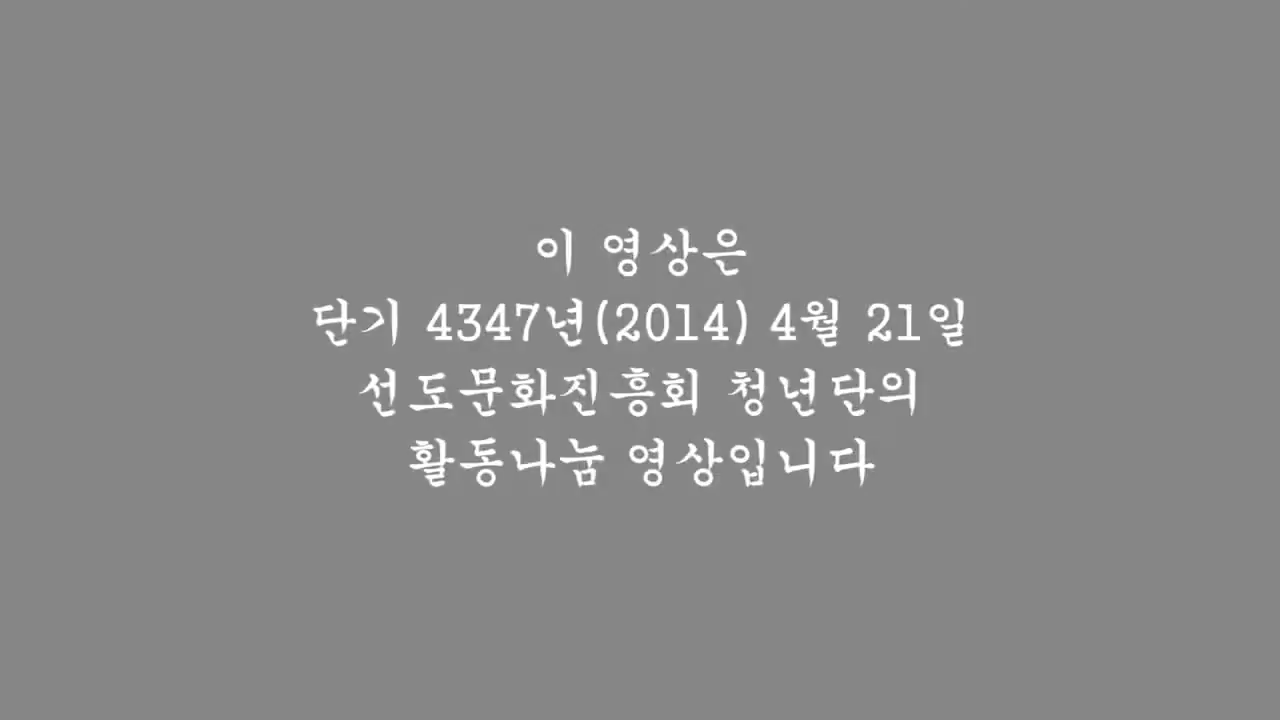 이 영상은
단기 4347년(2014) 4월 21일
선도문화진흥회 청년단의
활동나눔 영상입니다